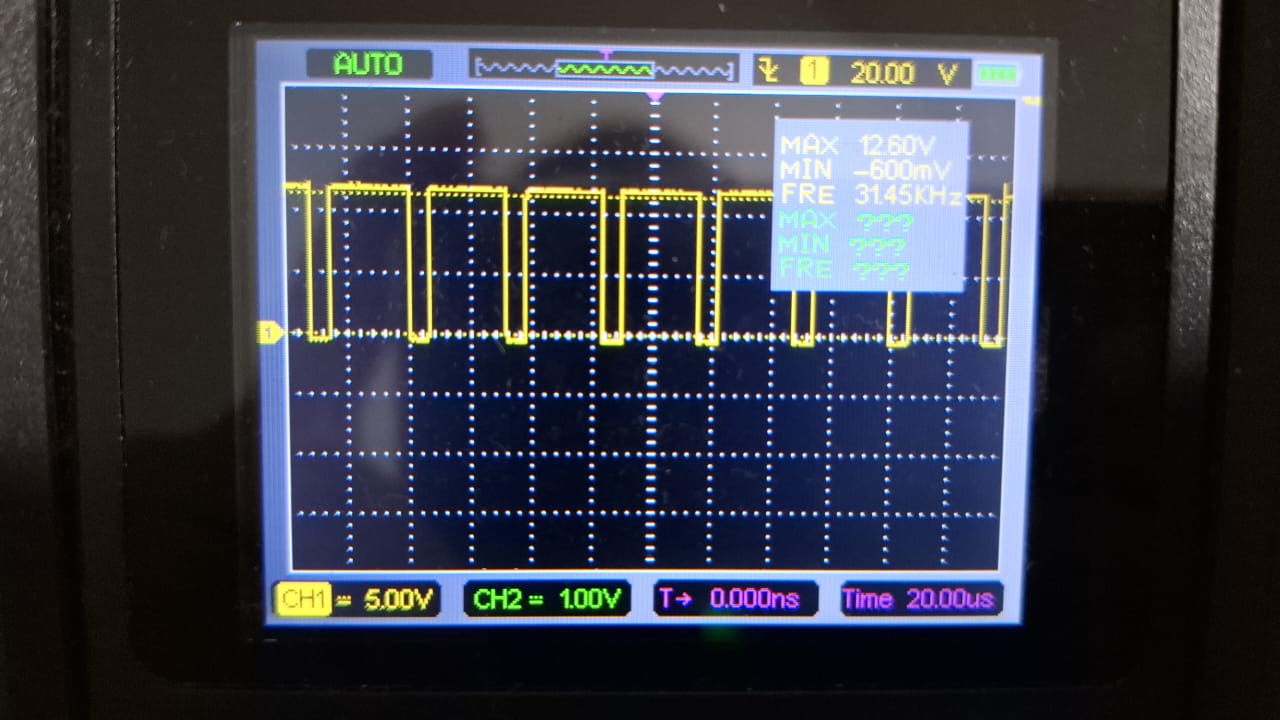 AUTO
T
1 20.00 V
MAX 12.60V
MIN -600mV
FRE 31.45KHz
MAX ???
MIN ???
FRE ???
1
CH1 = 5.00V CH2 = 1.00V T→ 0.000ns Time 20.00us